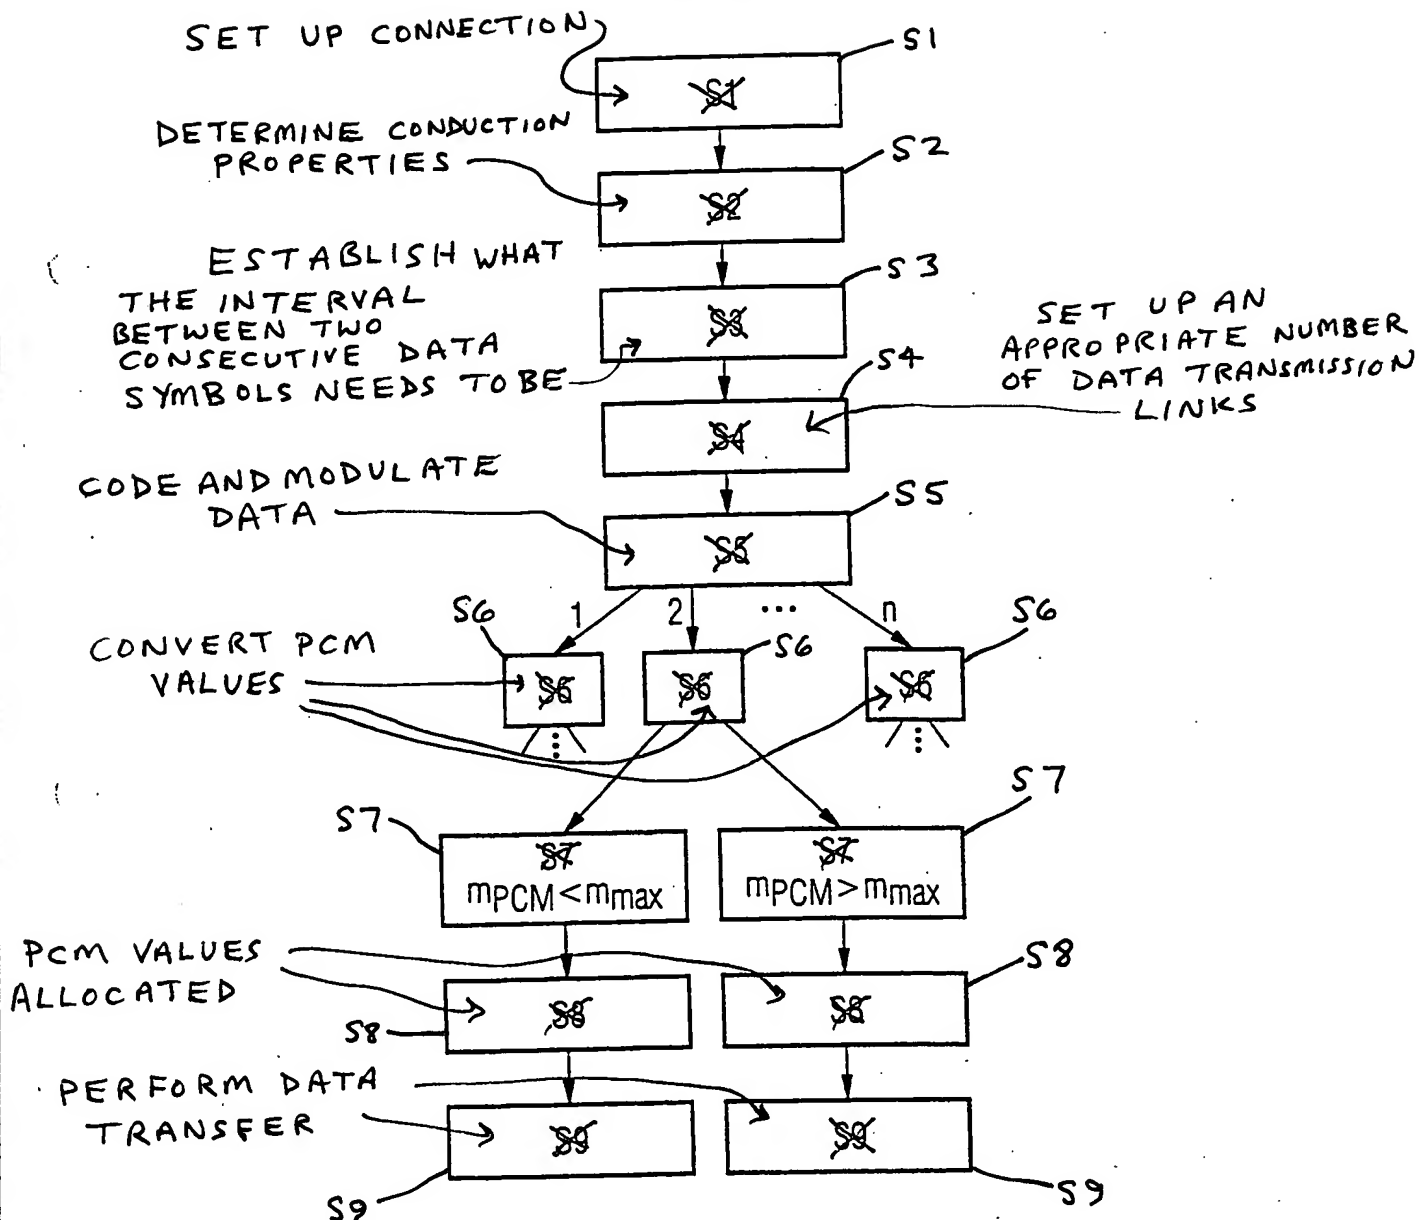 SET UP CONNECTION
S1
S1
DETERMINE CONDUCTION
PROPERTIES
S2
S2
ESTABLISH WHAT
THE INTERVAL
BETWEEN TWO
CONSECUTIVE DATA
SYMBOLS NEEDS TO BE
S3
S3
SET UP AN
APPROPRIATE NUMBER
OF DATA TRANSMISSION
LINKS
S4
S4
CODE AND MODULATE
DATA
S5
S5
1
2
...
n
S6
S6
S6
CONVERT PCM
VALUES
S6
S6
S6
S7
S7
S7
mPCM<mmax
S7
mPCM>mmax
PCM VALUES
ALLOCATED
S8
S8
S8
S8
PERFORM DATA
TRANSFER
S9
S9
S9
S9